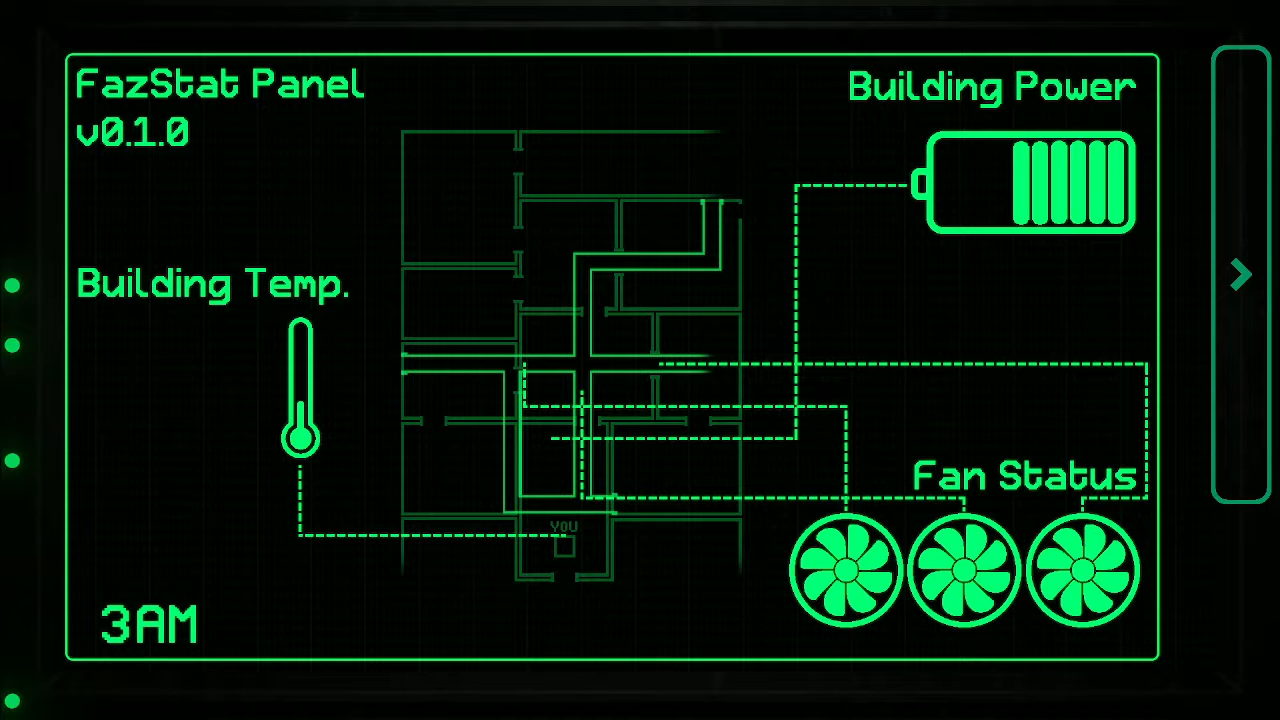 FazStat Panel
v0.1.0
Building Power
Building Temp.
Fan Status
YOU
3AM